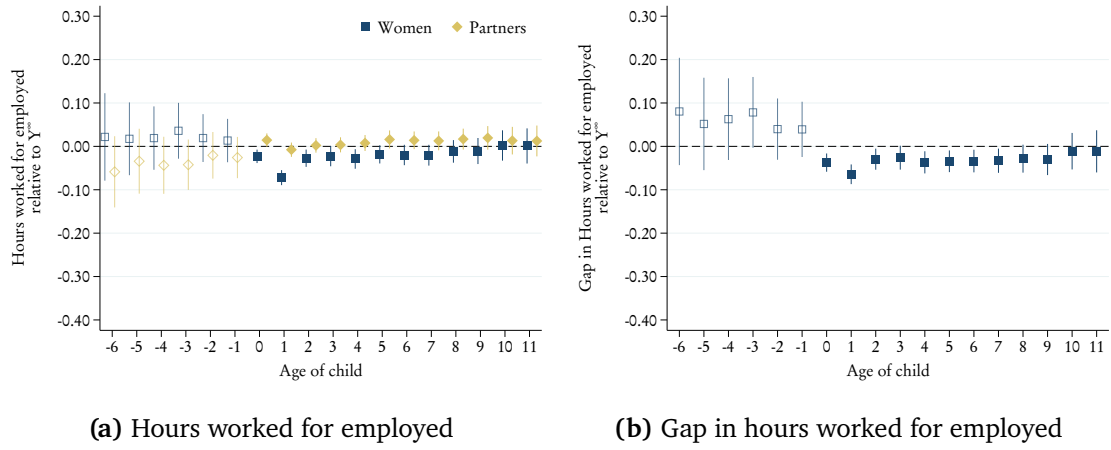 Women Partners
Hours worked for employed
relative to Y∞
0.30
0.20
0.10
0.00
-0.10
-0.20
-0.30
-0.40
-6 -5 -4 -3 -2 -1 0 1 2 3 4 5 6 7 8 9 10 11
Age of child
(a) Hours worked for employed
Gap in Hours worked for employed
relative to Y∞
0.30
0.20
0.10
0.00
-0.10
-0.20
-0.30
-0.40
-6 -5 -4 -3 -2 -1 0 1 2 3 4 5 6 7 8 9 10 11
Age of child
(b) Gap in hours worked for employed